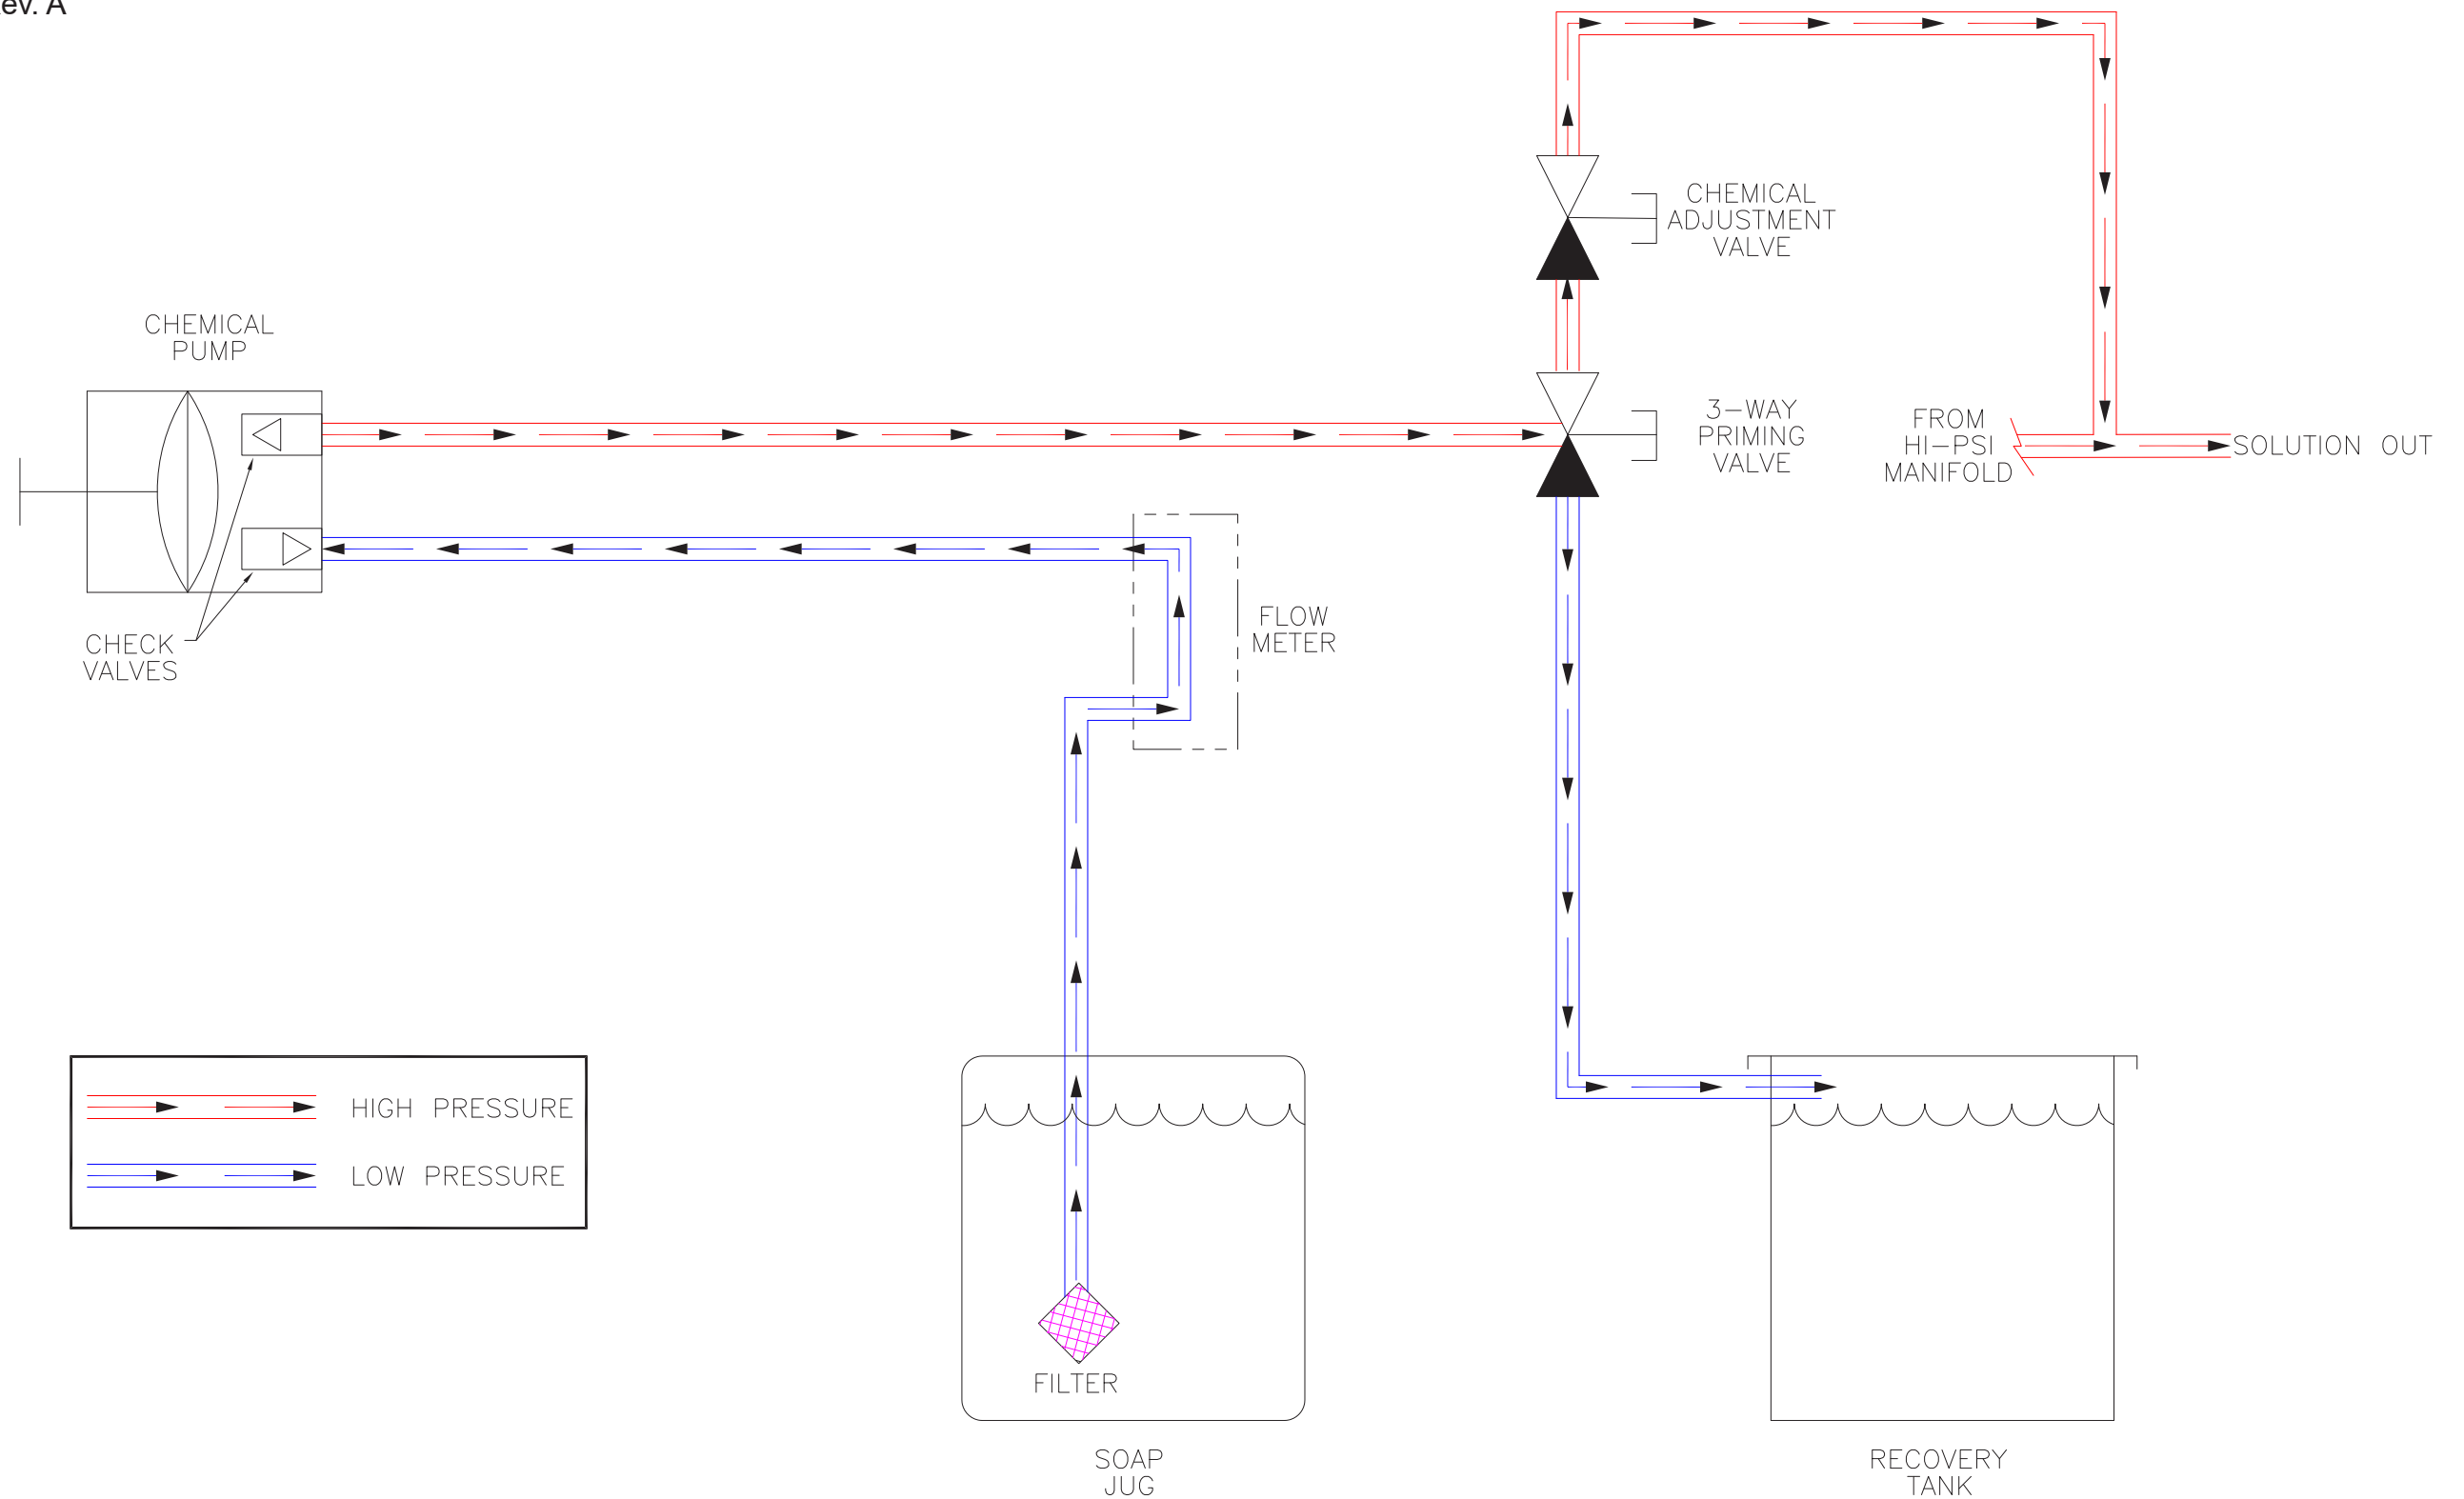 ev. A
CHEMICAL
ADJUSTMENT
VALVE
CHEMICAL
PUMP
3-WAY
PRIMING
VALVE
FROM
HI-PSI
MANIFOLD
SOLUTION OUT
FLOW
METER
CHECK
VALVES
HIGH PRESSURE
LOW PRESSURE
FILTER
SOAP
JUG
RECOVERY
TANK